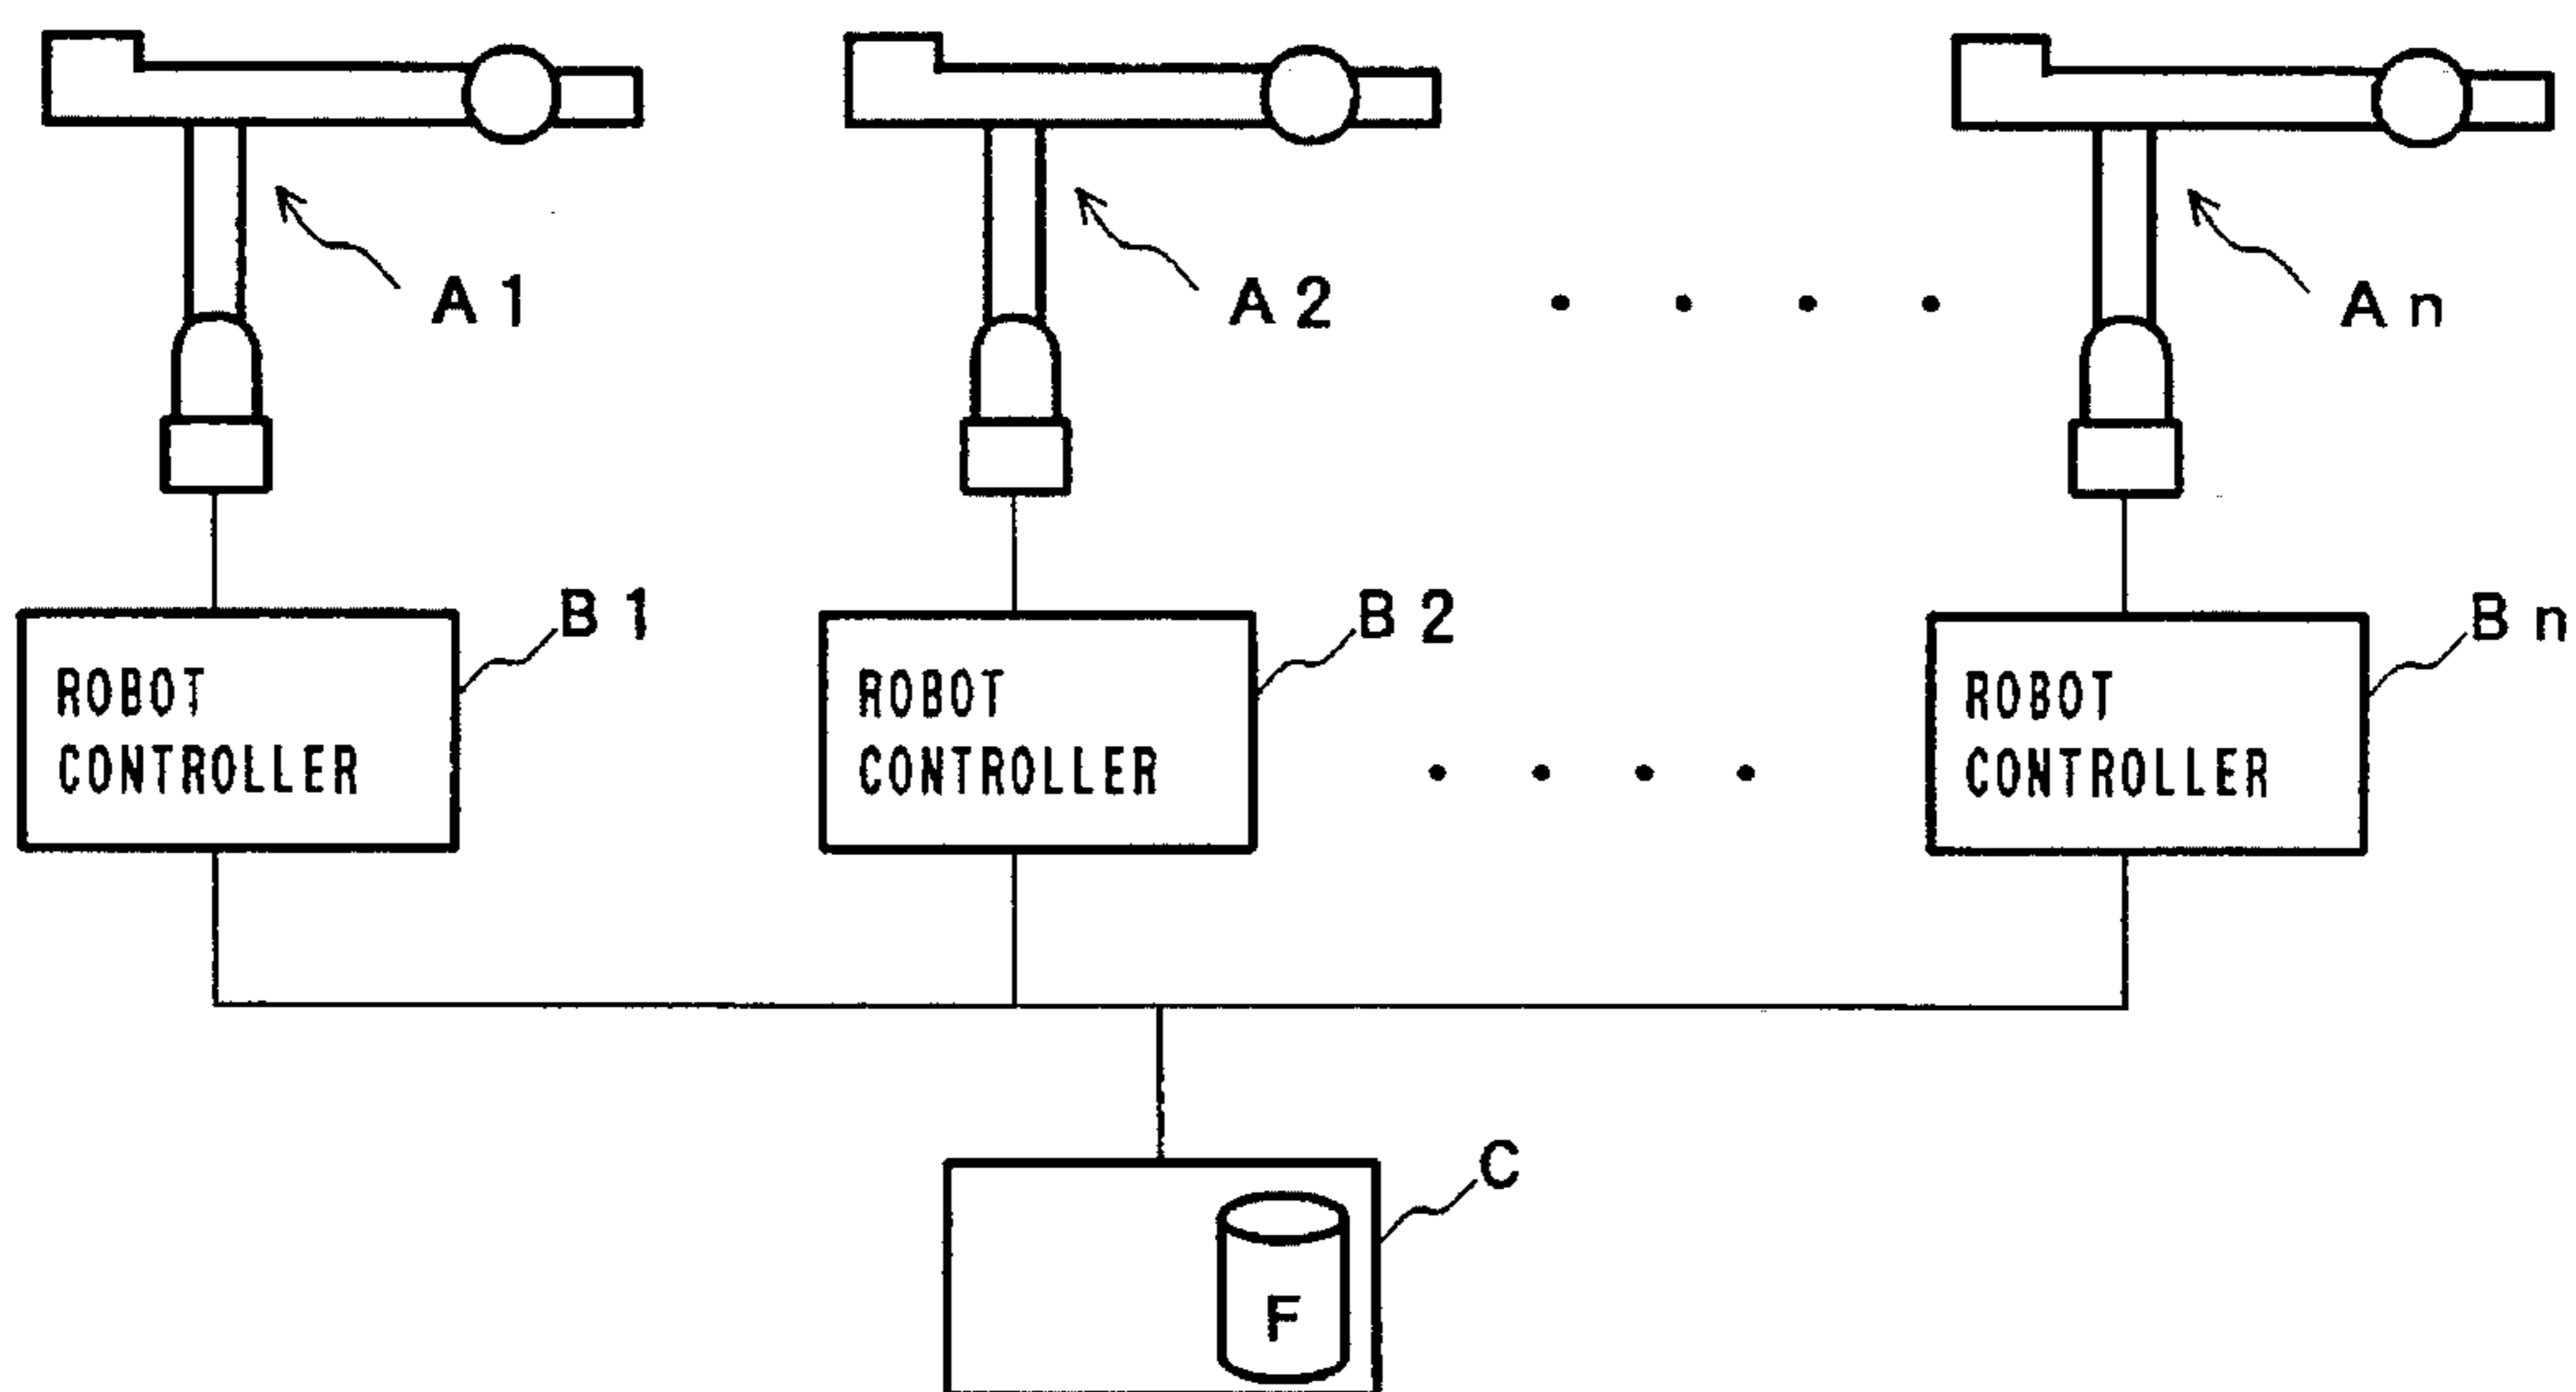 A1
A2
An
B1
B2
Bn
ROBOT
CONTROLLER
ROBOT
CONTROLLER
ROBOT
CONTROLLER
C
F